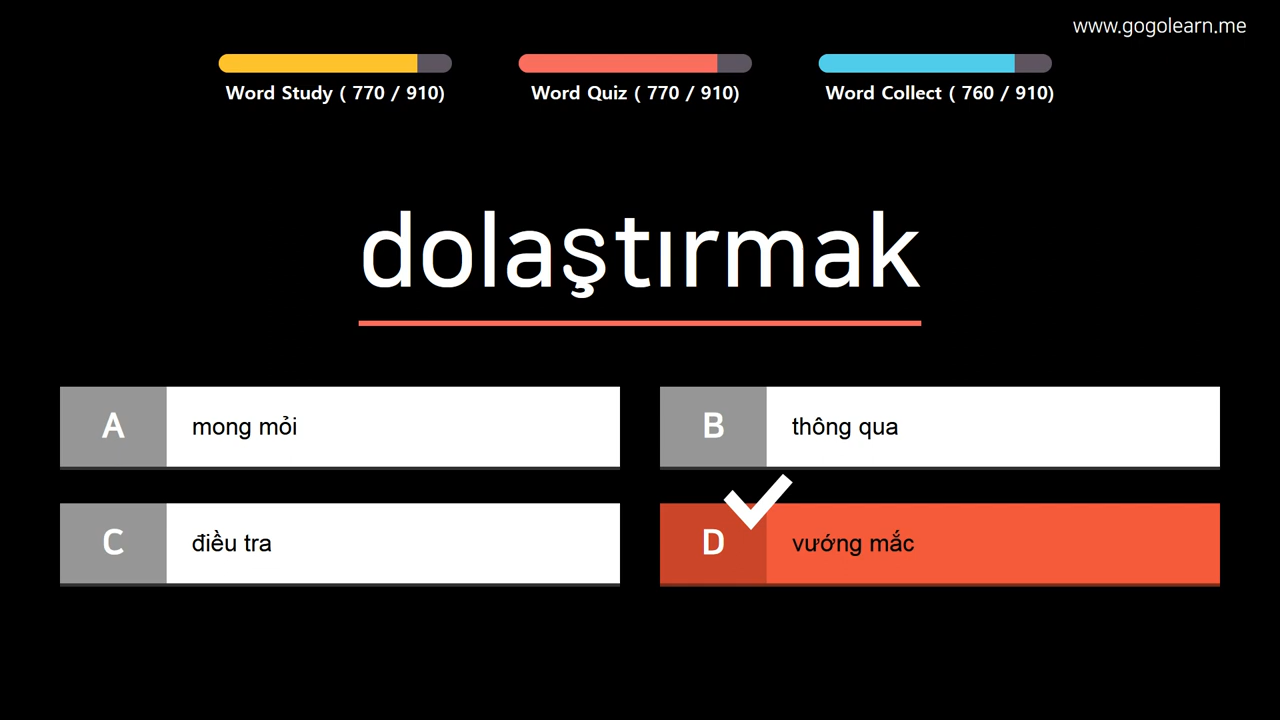 www.gogolearn.me
Word Study ( 770 / 910)
Word Quiz ( 770 / 910)
Word Collect ( 760 / 910)
dolaştırmak
A mong mỏi
B thông qua
C điều tra
D vướng mắc